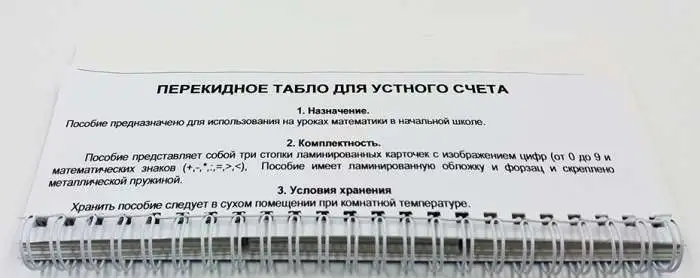 ПЕРЕКИДНОЕ ТАБЛО ДЛЯ УСТНОГО СЧЕТА
1. Назначение.
Пособие предназначено для использования на уроках математики в начальной школе.
2. Комплектность.
Пособие представляет собой три стопки ламинированных карточек с изображением цифр (от 0 до 9 и
математических знаков (+,-,*,:,=,>,<), Пособие имеет ламинированную обложку и форзац и скреплено
металлической пружиной.
3. Условия хранения
Хранить пособие следует в сухом помещении при комнатной температуре.